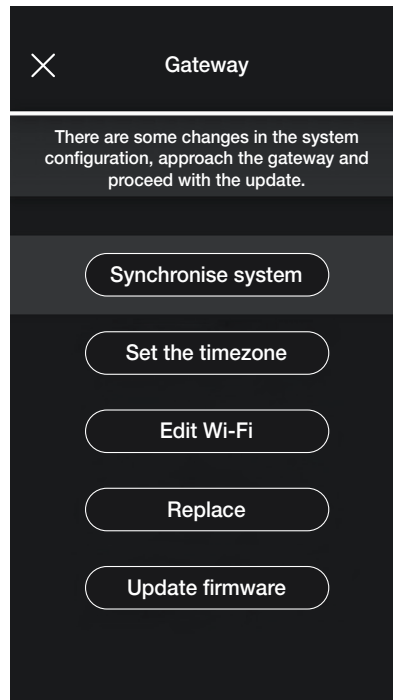 Gateway
There are some changes in the system
configuration, approach the gateway and
proceed with the update.
Synchronise system
Set the timezone
Edit Wi-Fi
Replace
Update firmware